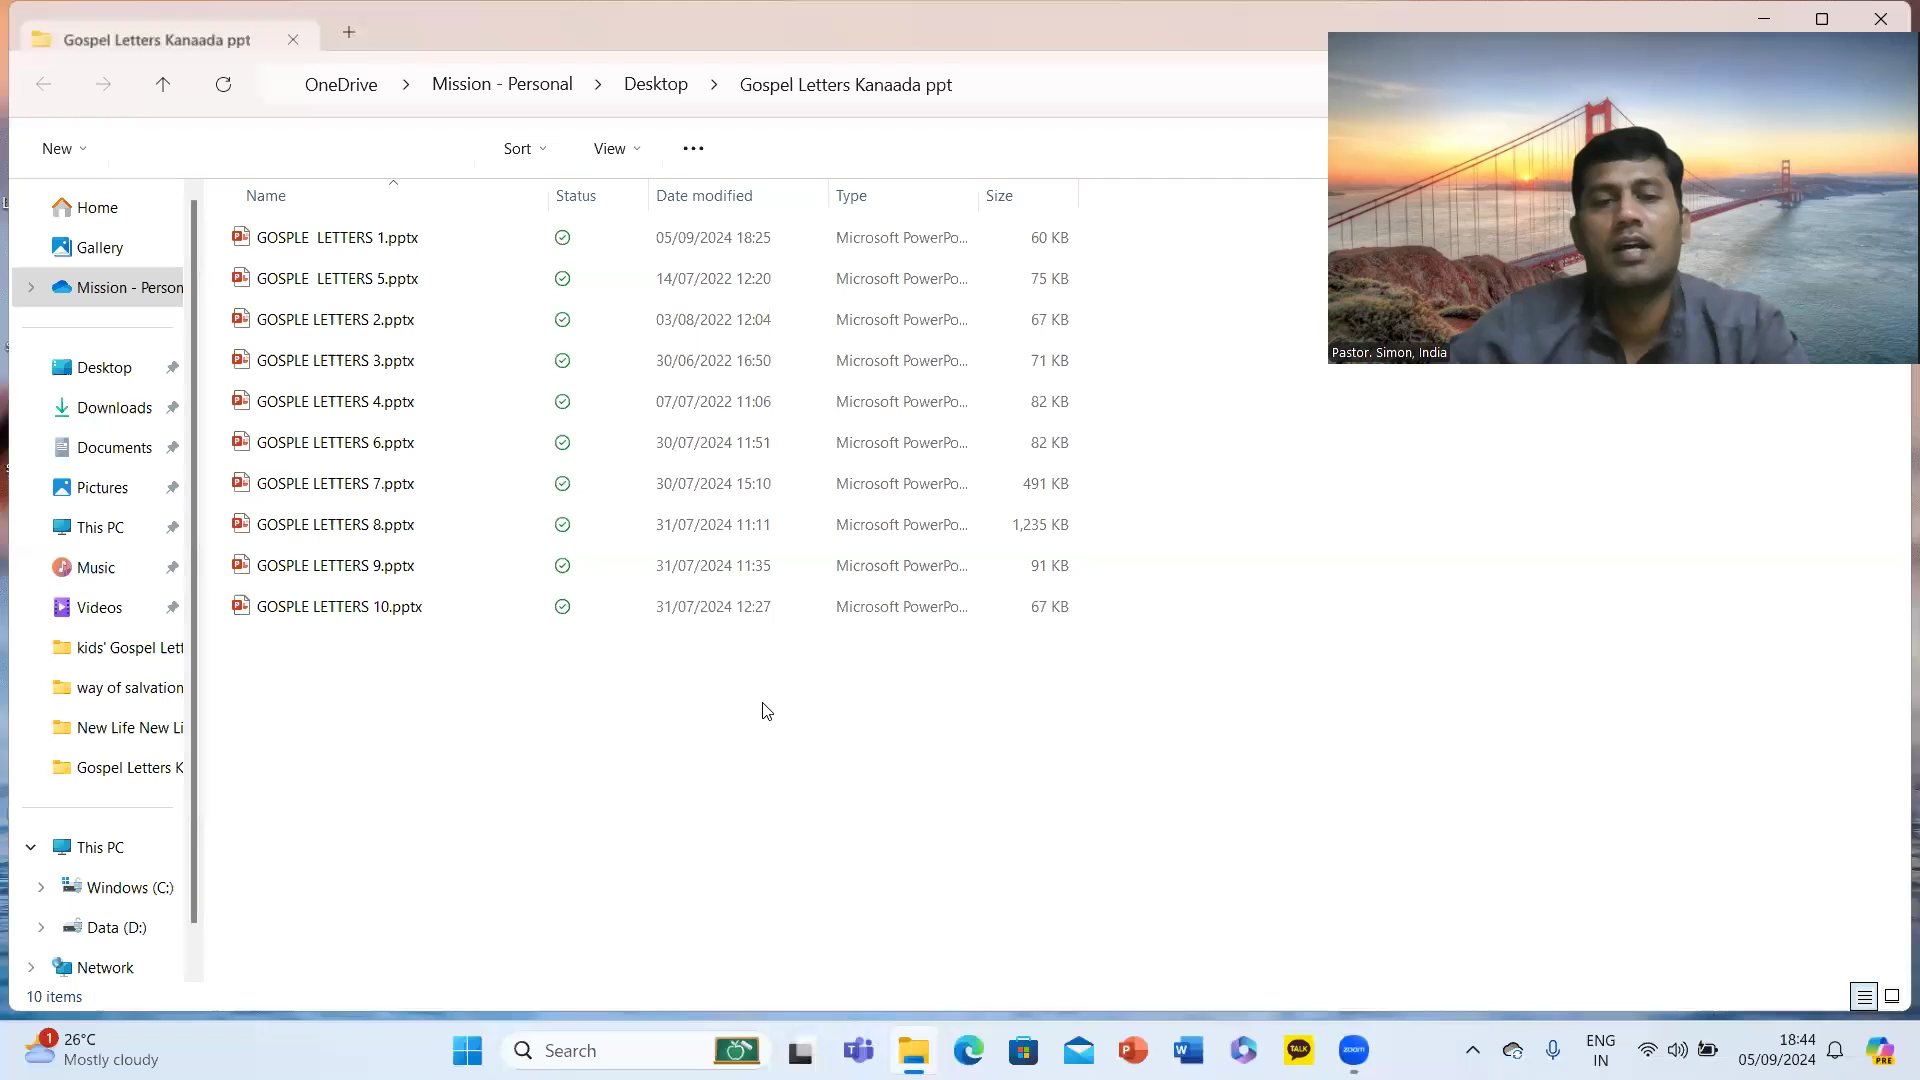 Gospel Letters Kanaada ppt
OneDrive > Mission - Personal > Desktop > Gospel Letters Kanaada ppt
New Sort View
Name Status Date modified Type Size
GOSPLE  LETTERS 1.pptx 05/09/2024 18:25 Microsoft PowerPo... 60 KB
GOSPLE  LETTERS 5.pptx 14/07/2022 12:20 Microsoft PowerPo... 75 KB
GOSPLE LETTERS 2.pptx 03/08/2022 12:04 Microsoft PowerPo... 67 KB
GOSPLE LETTERS 3.pptx 30/06/2022 16:50 Microsoft PowerPo... 71 KB
GOSPLE LETTERS 4.pptx 07/07/2022 11:06 Microsoft PowerPo... 82 KB
GOSPLE LETTERS 6.pptx 30/07/2024 11:51 Microsoft PowerPo... 82 KB
GOSPLE LETTERS 7.pptx 30/07/2024 15:10 Microsoft PowerPo... 491 KB
GOSPLE LETTERS 8.pptx 31/07/2024 11:11 Microsoft PowerPo... 1,235 KB
GOSPLE LETTERS 9.pptx 31/07/2024 11:35 Microsoft PowerPo... 91 KB
GOSPLE LETTERS 10.pptx 31/07/2024 12:27 Microsoft PowerPo... 67 KB
Home
Gallery
Mission - Person
Desktop
Downloads
Documents
Pictures
This PC
Music
Videos
kids' Gospel Lett
way of salvation
New Life New Li
Gospel Letters K
This PC
Windows (C:)
Data (D:)
Network
10 items
Pastor. Simon, India
1
26°C
Mostly cloudy
Search
TALK
zoom
ENG
IN
18:44
05/09/2024
PRE